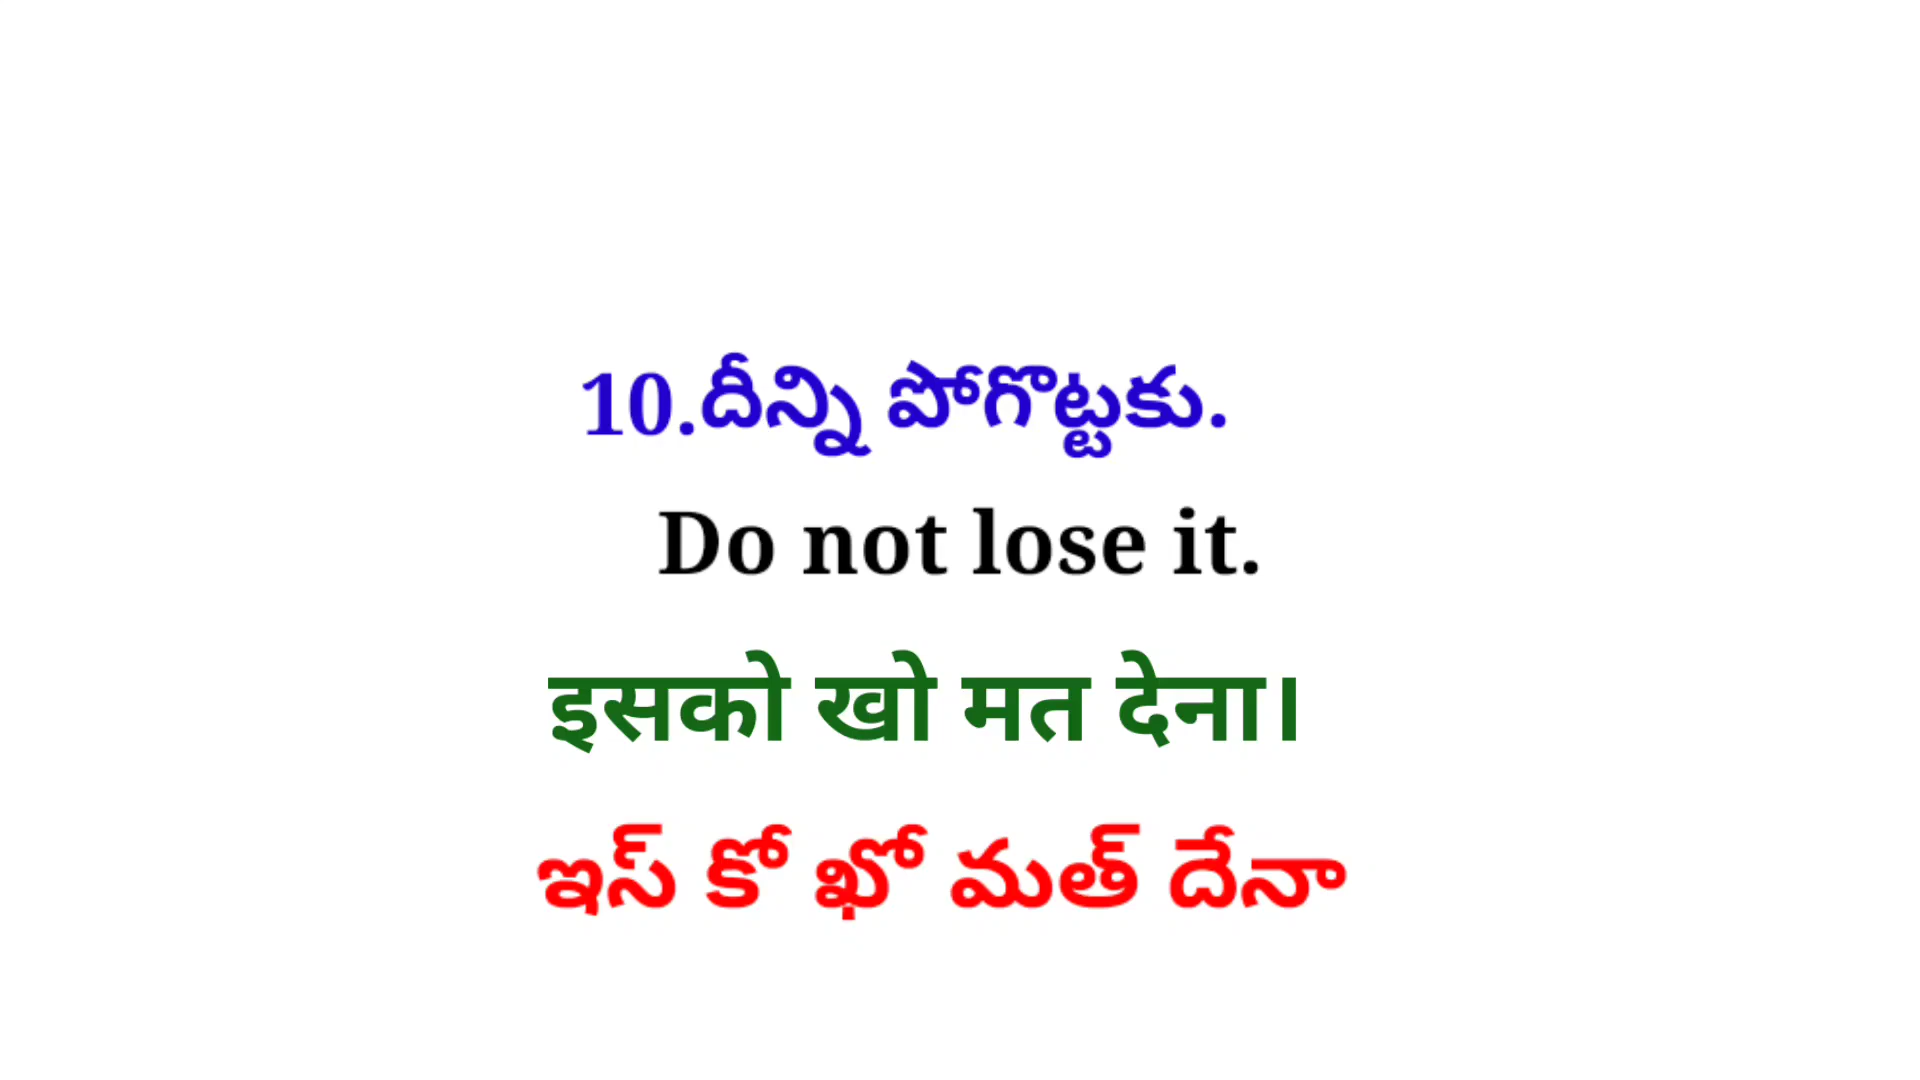 10.దీన్ని పోగొట్టకు.
Do not lose it.
इसको खो मत देना।
ఇస్ కో ఖో మత్ దేనా